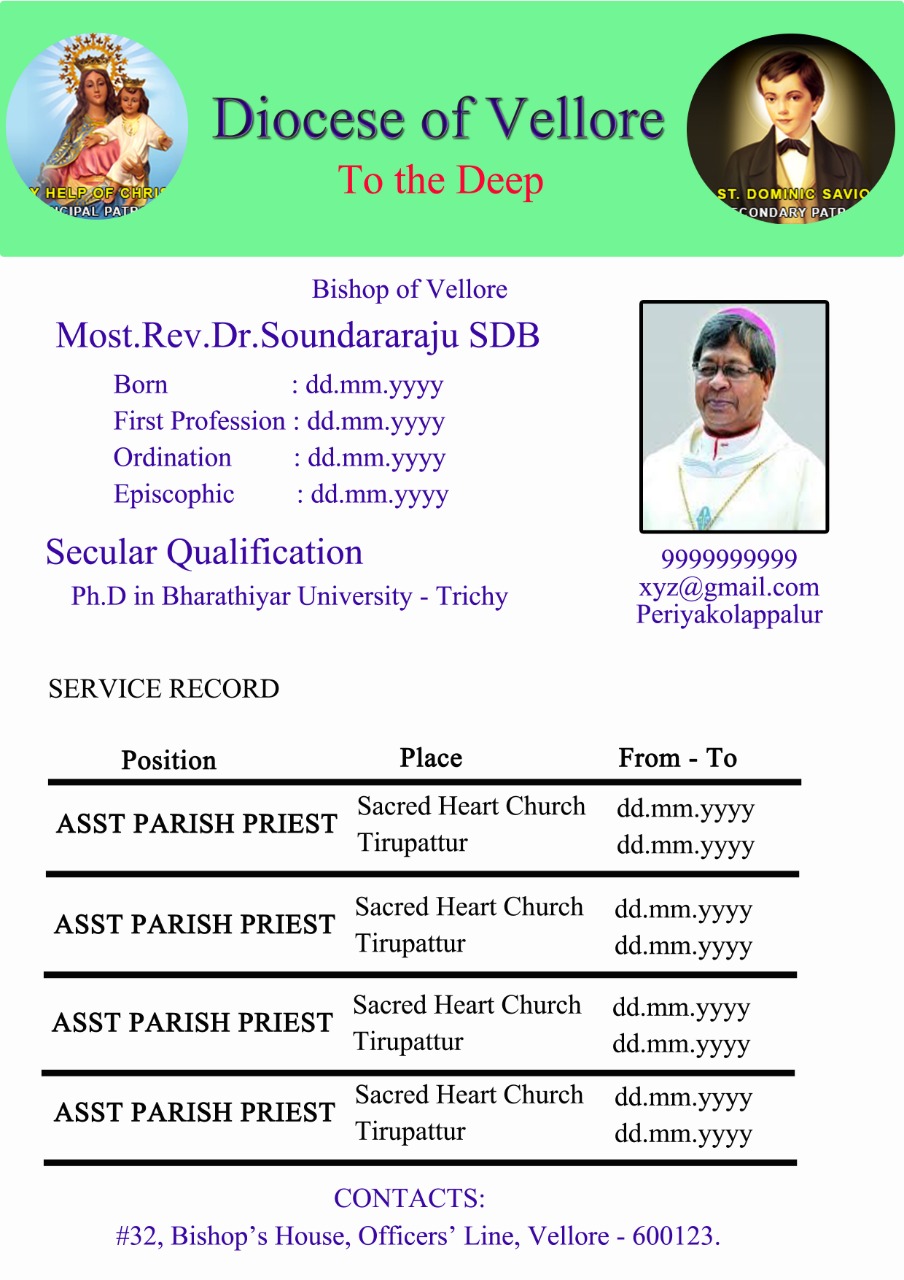 Diocese of Vellore
To the Deep
Y HELP OF CHRIS
ICIPAL PATR
ST. DOMINIC SAVIO
ECONDARY PATR
Bishop of Vellore
Most.Rev.Dr.Soundararaju SDB
Born : dd.mm.yyyy
First Profession : dd.mm.yyyy
Ordination : dd.mm.yyyy
Episcophic : dd.mm.yyyy
Secular Qualification
Ph.D in Bharathiyar University - Trichy
9999999999
xyz@gmail.com
Periyakolappalur
SERVICE RECORD
Position Place From - To
ASST PARISH PRIEST Sacred Heart Church dd.mm.yyyy
Tirupattur dd.mm.yyyy
ASST PARISH PRIEST Sacred Heart Church dd.mm.yyyy
Tirupattur dd.mm.yyyy
ASST PARISH PRIEST Sacred Heart Church dd.mm.yyyy
Tirupattur dd.mm.yyyy
ASST PARISH PRIEST Sacred Heart Church dd.mm.yyyy
Tirupattur dd.mm.yyyy
CONTACTS:
#32, Bishop’s House, Officers’ Line, Vellore - 600123.